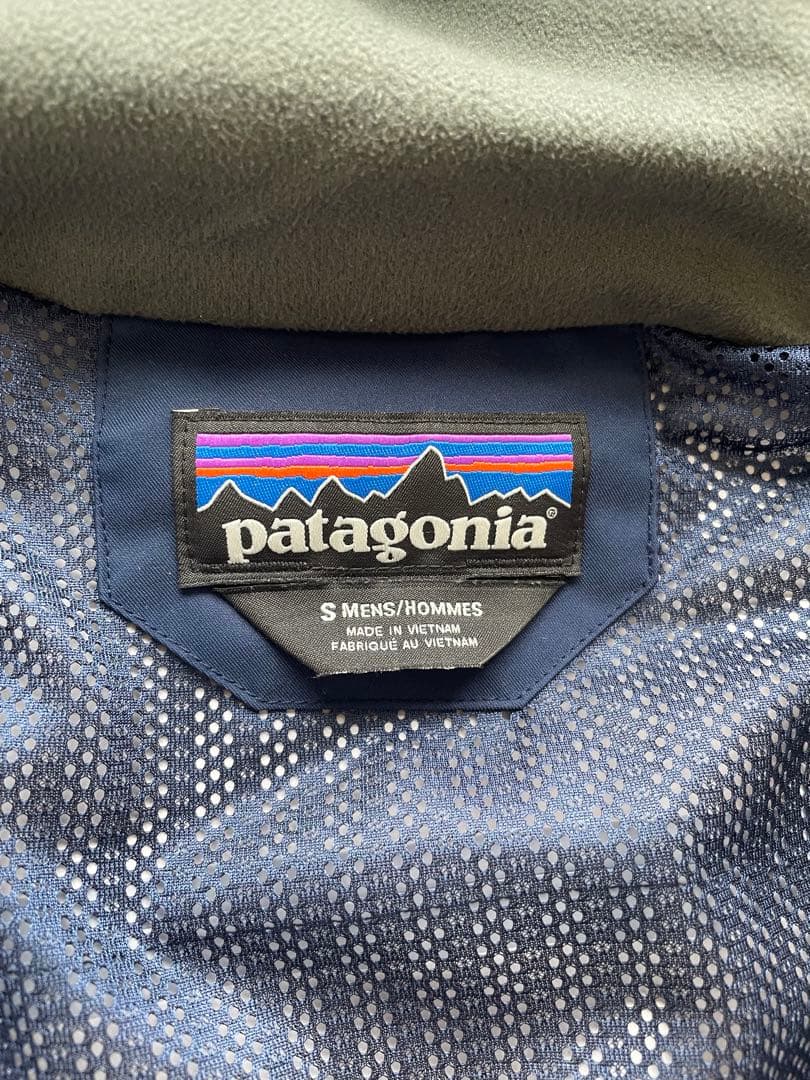 patagonia®
S MENS/HOMMES
MADE IN VIETNAM
FABRIQUÉ AU VIETNAM